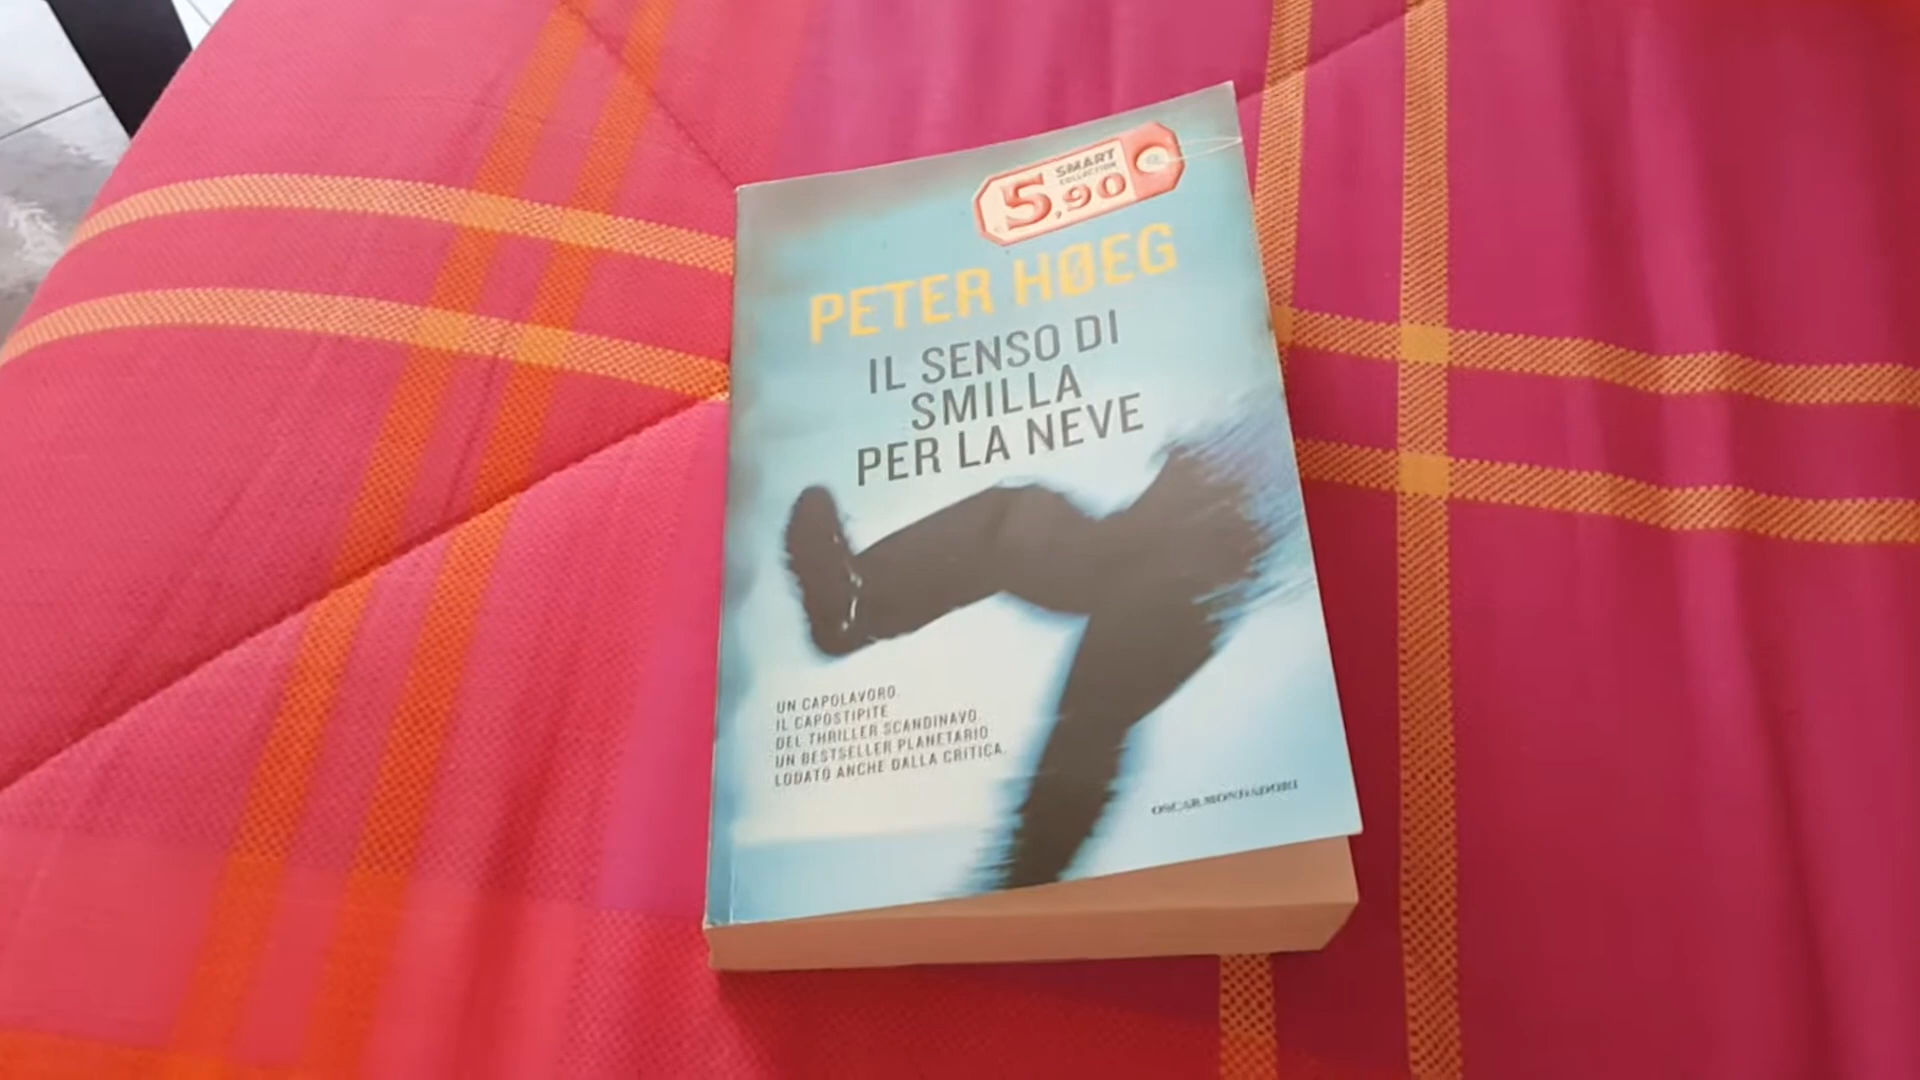 SMART
COLLECTION
€ 5,90
PETER HØEG
IL SENSO DI
SMILLA
PER LA NEVE
UN CAPOLAVORO.
IL CAPOSTIPITE
DEL THRILLER SCANDINAVO.
UN BESTSELLER PLANETARIO
LODATO ANCHE DALLA CRITICA.
OSCAR MONDADORI